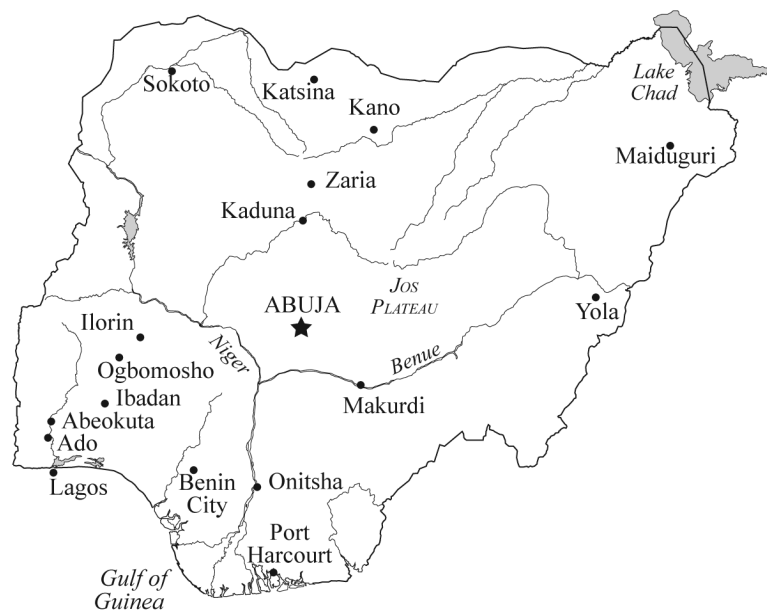 Lake
Chad
Sokoto
Katsina
Kano
Maiduguri
Zaria
Kaduna
JOS
PLATEAU
ABUJA
Yola
Ilorin
Niger
Benue
Ogbomosho
Ibadan
Makurdi
Abeokuta
Ado
Lagos
Benin
City
Onitsha
Port
Harcourt
Gulf of
Guinea